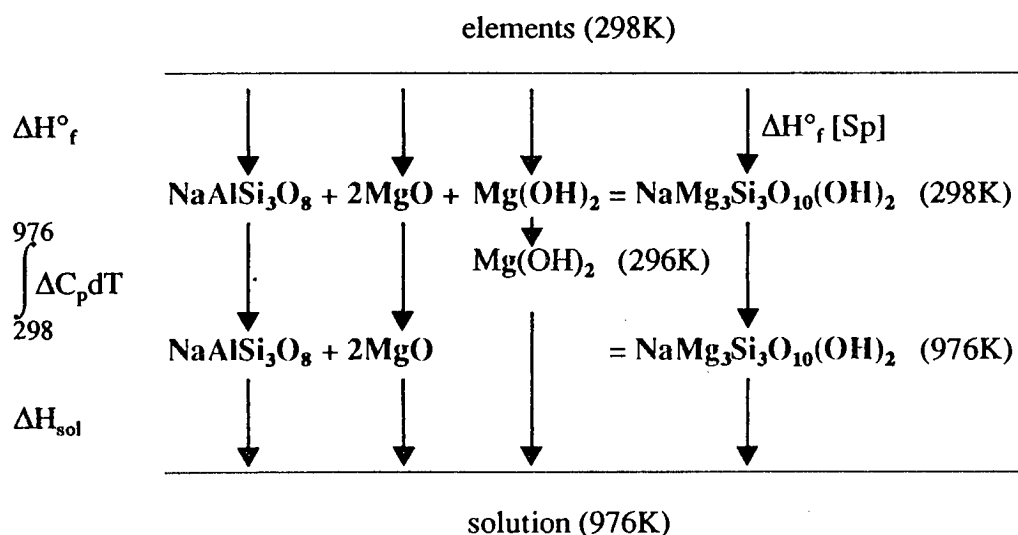 elements (298K)
ΔH°f
ΔH°f [Sp]
NaAlSi₃O₈ + 2MgO + Mg(OH)₂ = NaMg₃Si₃O₁₀(OH)₂ (298K)
976
Mg(OH)₂ (296K)
∫ΔCpdT
298
NaAlSi₃O₈ + 2MgO = NaMg₃Si₃O₁₀(OH)₂ (976K)
ΔHsol
solution (976K)